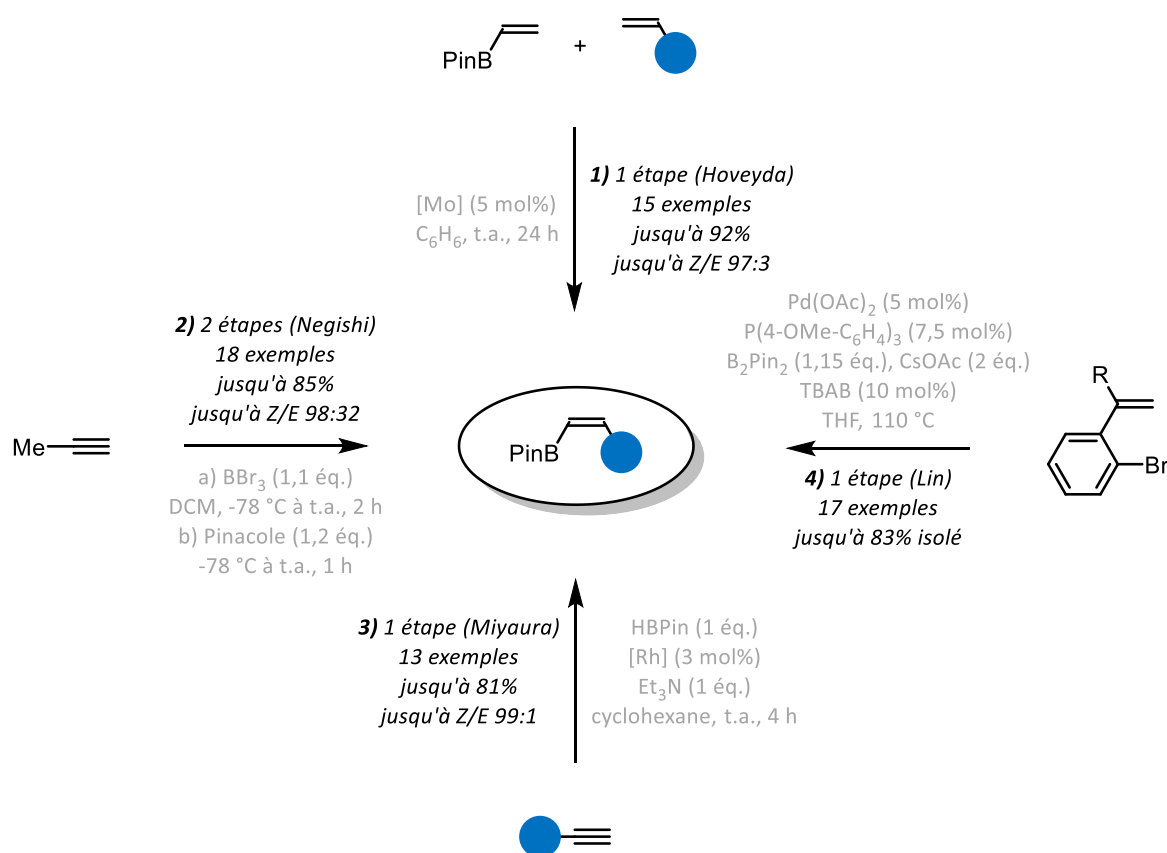 PinB
+
1) 1 étape (Hoveyda)
15 exemples
jusqu'à 92%
jusqu'à Z/E 97:3
[Mo] (5 mol%)
C6H6, t.a., 24 h
2) 2 étapes (Negishi)
18 exemples
jusqu'à 85%
jusqu'à Z/E 98:32
Me
a) BBr3 (1,1 éq.)
DCM, -78 °C à t.a., 2 h
b) Pinacole (1,2 éq.)
-78 °C à t.a., 1 h
PinB
Pd(OAc)2 (5 mol%)
P(4-OMe-C6H4)3 (7,5 mol%)
B2Pin2 (1,15 éq.), CsOAc (2 éq.)
TBAB (10 mol%)
THF, 110 °C
R
Br
4) 1 étape (Lin)
17 exemples
jusqu'à 83% isolé
3) 1 étape (Miyaura)
13 exemples
jusqu'à 81%
jusqu'à Z/E 99:1
HBPin (1 éq.)
[Rh] (3 mol%)
Et3N (1 éq.)
cyclohexane, t.a., 4 h